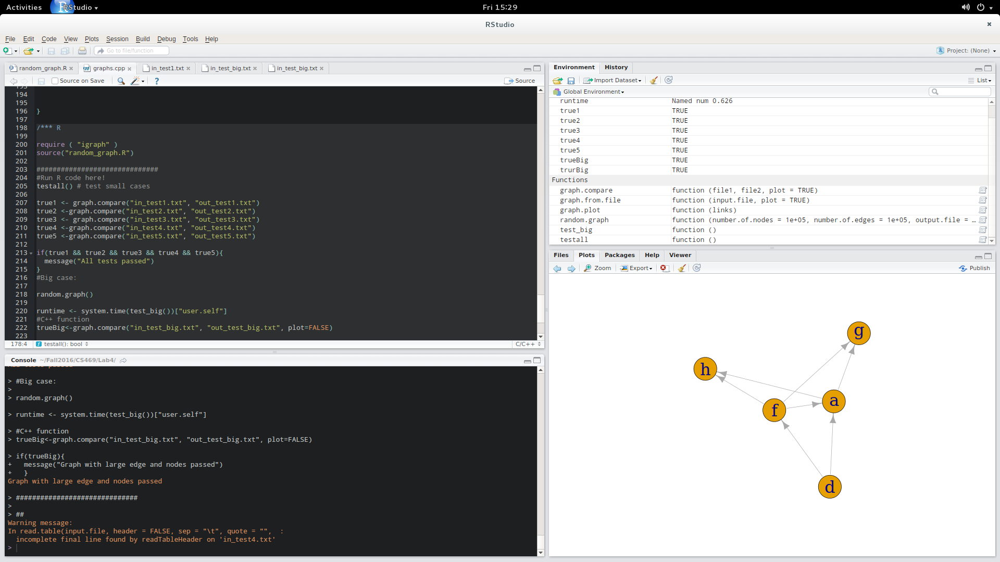 Activities RStudio Fri 15:29
RStudio
File Edit Code View Plots Session Build Debug Tools Help
Go to file/function Project: (None)
random_graph.R graphs.cpp in_test1.txt in_test_big.txt in_test_big.txt
Source on Save Source
193
194
195
196 }
197
198 /*** R
199
200 require ( "igraph" )
201 source("random_graph.R")
202
203 ##############################
204 #Run R code here!
205 testall() # test small cases
206
207 true1 <- graph.compare("in_test1.txt", "out_test1.txt")
208 true2 <-graph.compare("in_test2.txt", "out_test2.txt")
209 true3 <- graph.compare("in_test3.txt", "out_test3.txt")
210 true4 <-graph.compare("in_test4.txt", "out_test4.txt")
211 true5 <-graph.compare("in_test5.txt", "out_test5.txt")
212
213 if(true1 && true2 && true3 && true4 && true5){
214   message("All tests passed")
215 }
216 #Big case:
217
218 random.graph()
219
220 runtime <- system.time(test_big())["user.self"]
221 #C++ function
222 trueBig<-graph.compare("in_test_big.txt", "out_test_big.txt", plot=FALSE)
223
178:4 testall(): bool C/C++
Console ~/Fall2016/CS469/Lab4/
> #Big case:
>
> random.graph()
> runtime <- system.time(test_big())["user.self"]
> #C++ function
> trueBig<-graph.compare("in_test_big.txt", "out_test_big.txt", plot=FALSE)
> if(trueBig){
+   message("Graph with large edge and nodes passed")
+   }
Graph with large edge and nodes passed
> ##############################
>
> ##
Warning message:
In read.table(input.file, header = FALSE, sep = "\t", quote = "",  :
  incomplete final line found by readTableHeader on 'in_test4.txt'
>
Environment History
Import Dataset List
Global Environment
runtime Named num 0.626
true1 TRUE
true2 TRUE
true3 TRUE
true4 TRUE
true5 TRUE
trueBig TRUE
trurBig TRUE
Functions
graph.compare function (file1, file2, plot = TRUE)
graph.from.file function (input.file, plot = TRUE)
graph.plot function (links)
random.graph function (number.of.nodes = 1e+05, number.of.edges = 1e+05, output.file = …
test_big function ()
testall function ()
Files Plots Packages Help Viewer
Zoom Export Publish
g
h
a
f
d